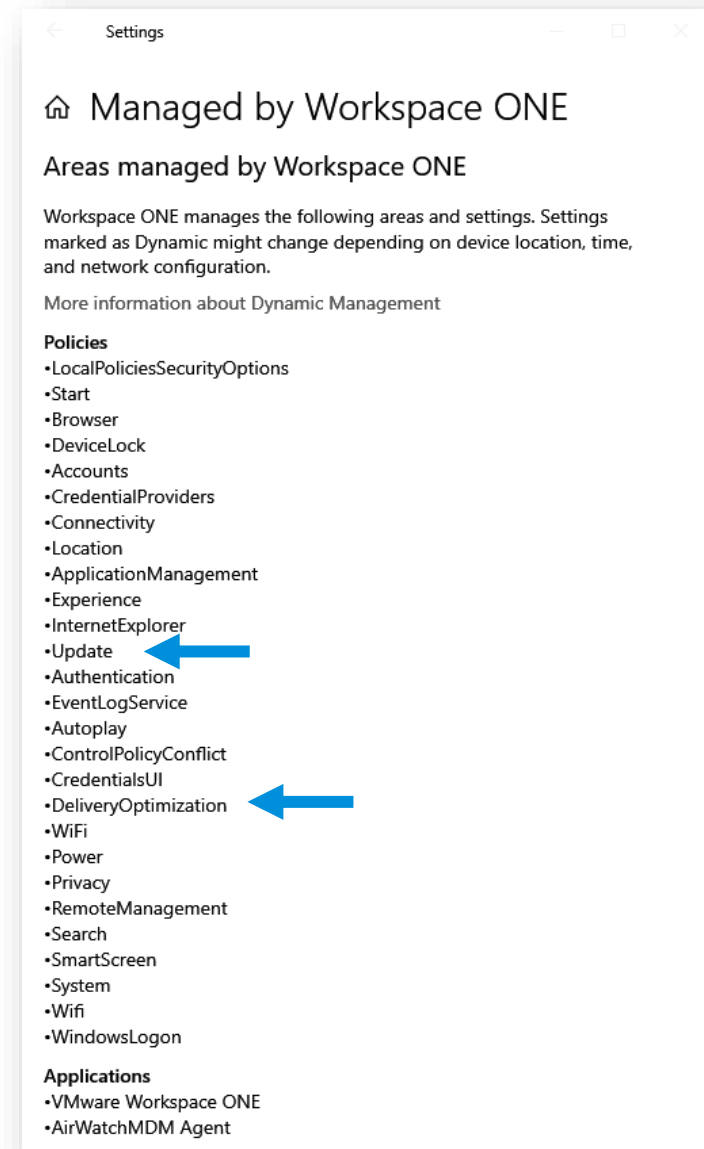 Settings
Managed by Workspace ONE
Areas managed by Workspace ONE
Workspace ONE manages the following areas and settings. Settings
marked as Dynamic might change depending on device location, time,
and network configuration.
More information about Dynamic Management
Policies
•LocalPoliciesSecurityOptions
•Start
•Browser
•DeviceLock
•Accounts
•CredentialProviders
•Connectivity
•Location
•ApplicationManagement
•Experience
•InternetExplorer
•Update
•Authentication
•EventLogService
•Autoplay
•ControlPolicyConflict
•CredentialsUI
•DeliveryOptimization
•WiFi
•Power
•Privacy
•RemoteManagement
•Search
•SmartScreen
•System
•Wifi
•WindowsLogon
Applications
•VMware Workspace ONE
•AirWatchMDM Agent